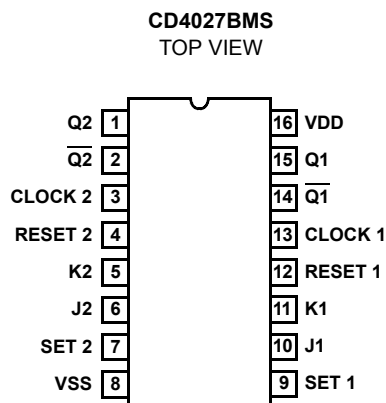 CD4027BMS
TOP VIEW
Q2 1 16 VDD
Q̅2̅ 2 15 Q1
CLOCK 2 3 14 Q̅1̅
RESET 2 4 13 CLOCK 1
K2 5 12 RESET 1
J2 6 11 K1
SET 2 7 10 J1
VSS 8 9 SET 1